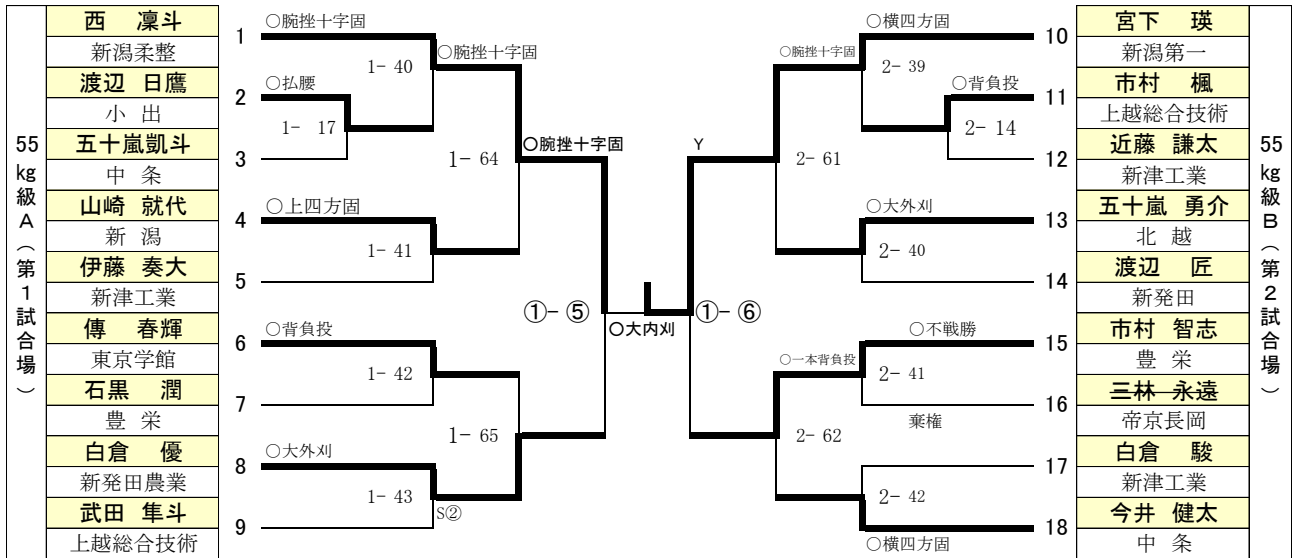 55kg級A（第1試合場）
西 凜斗
新潟柔整
渡辺 日鷹
小 出
五十嵐凱斗
中 条
山崎 就代
新 潟
伊藤 奏大
新津工業
傳 春輝
東京学館
石黒 潤
豊 栄
白倉 優
新発田農業
武田 隼斗
上越総合技術
1
2
3
4
5
6
7
8
9
○腕挫十字固
1- 40
○払腰
1- 17
○腕挫十字固
1- 64
○上四方固
1- 41
○背負投
1- 42
1- 65
○大外刈
1- 43
S②
○腕挫十字固
①- ⑤
○大内刈
Y
①- ⑥
○腕挫十字固
2- 61
○一本背負投
2- 62
○横四方固
2- 39
○背負投
2- 14
○大外刈
2- 40
○不戦勝
2- 41
棄権
2- 42
○横四方固
10
11
12
13
14
15
16
17
18
宮下 瑛
新潟第一
市村 楓
上越総合技術
近藤 謙太
新津工業
五十嵐 勇介
北 越
渡辺 匠
新発田
市村 智志
豊 栄
三林 永遠
帝京長岡
白倉 駿
新津工業
今井 健太
中 条
55kg級B（第2試合場）